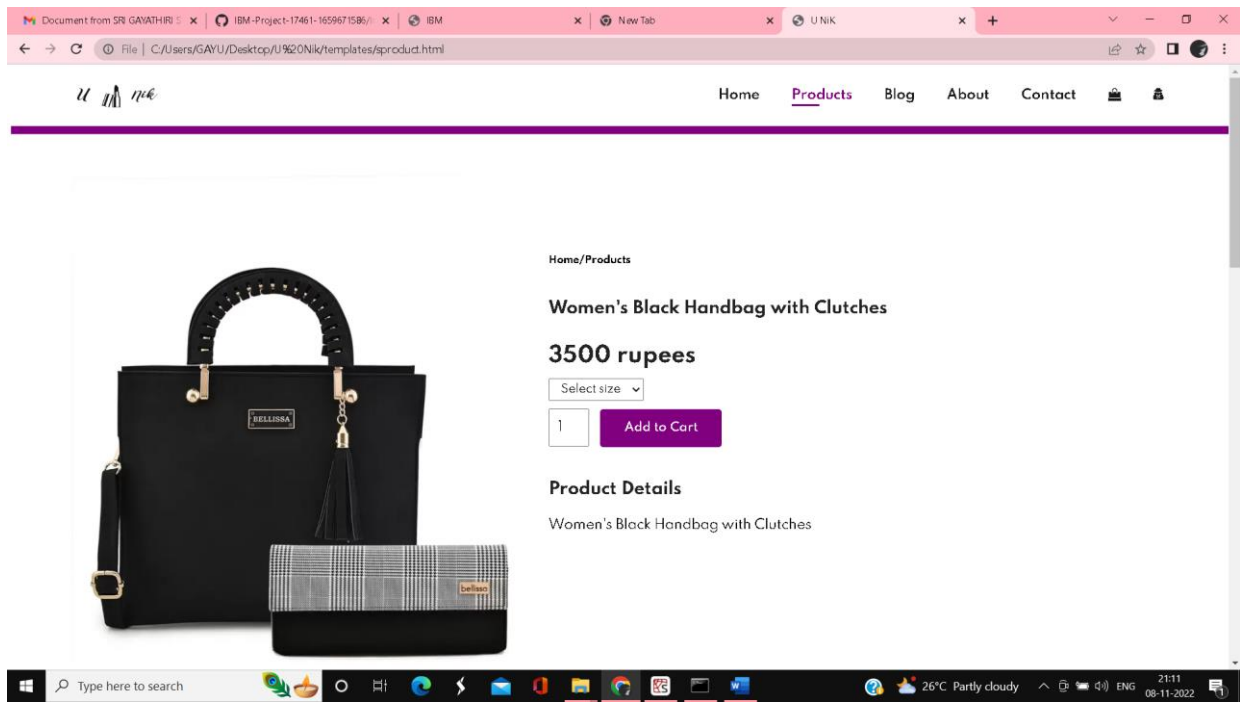 Document from SRI GAYATHIRI S
IBM-Project-17461-1659671586/
IBM
New Tab
U NiK
File | C:/Users/GAYU/Desktop/U%20Nik/templates/sproduct.html
U nik
Home Products Blog About Contact
Home/Products
Women's Black Handbag with Clutches
3500 rupees
Select size
1 Add to Cart
Product Details
Women's Black Handbag with Clutches
BELLISSA
bellissa
Type here to search
26°C Partly cloudy
ENG
21:11
08-11-2022
1